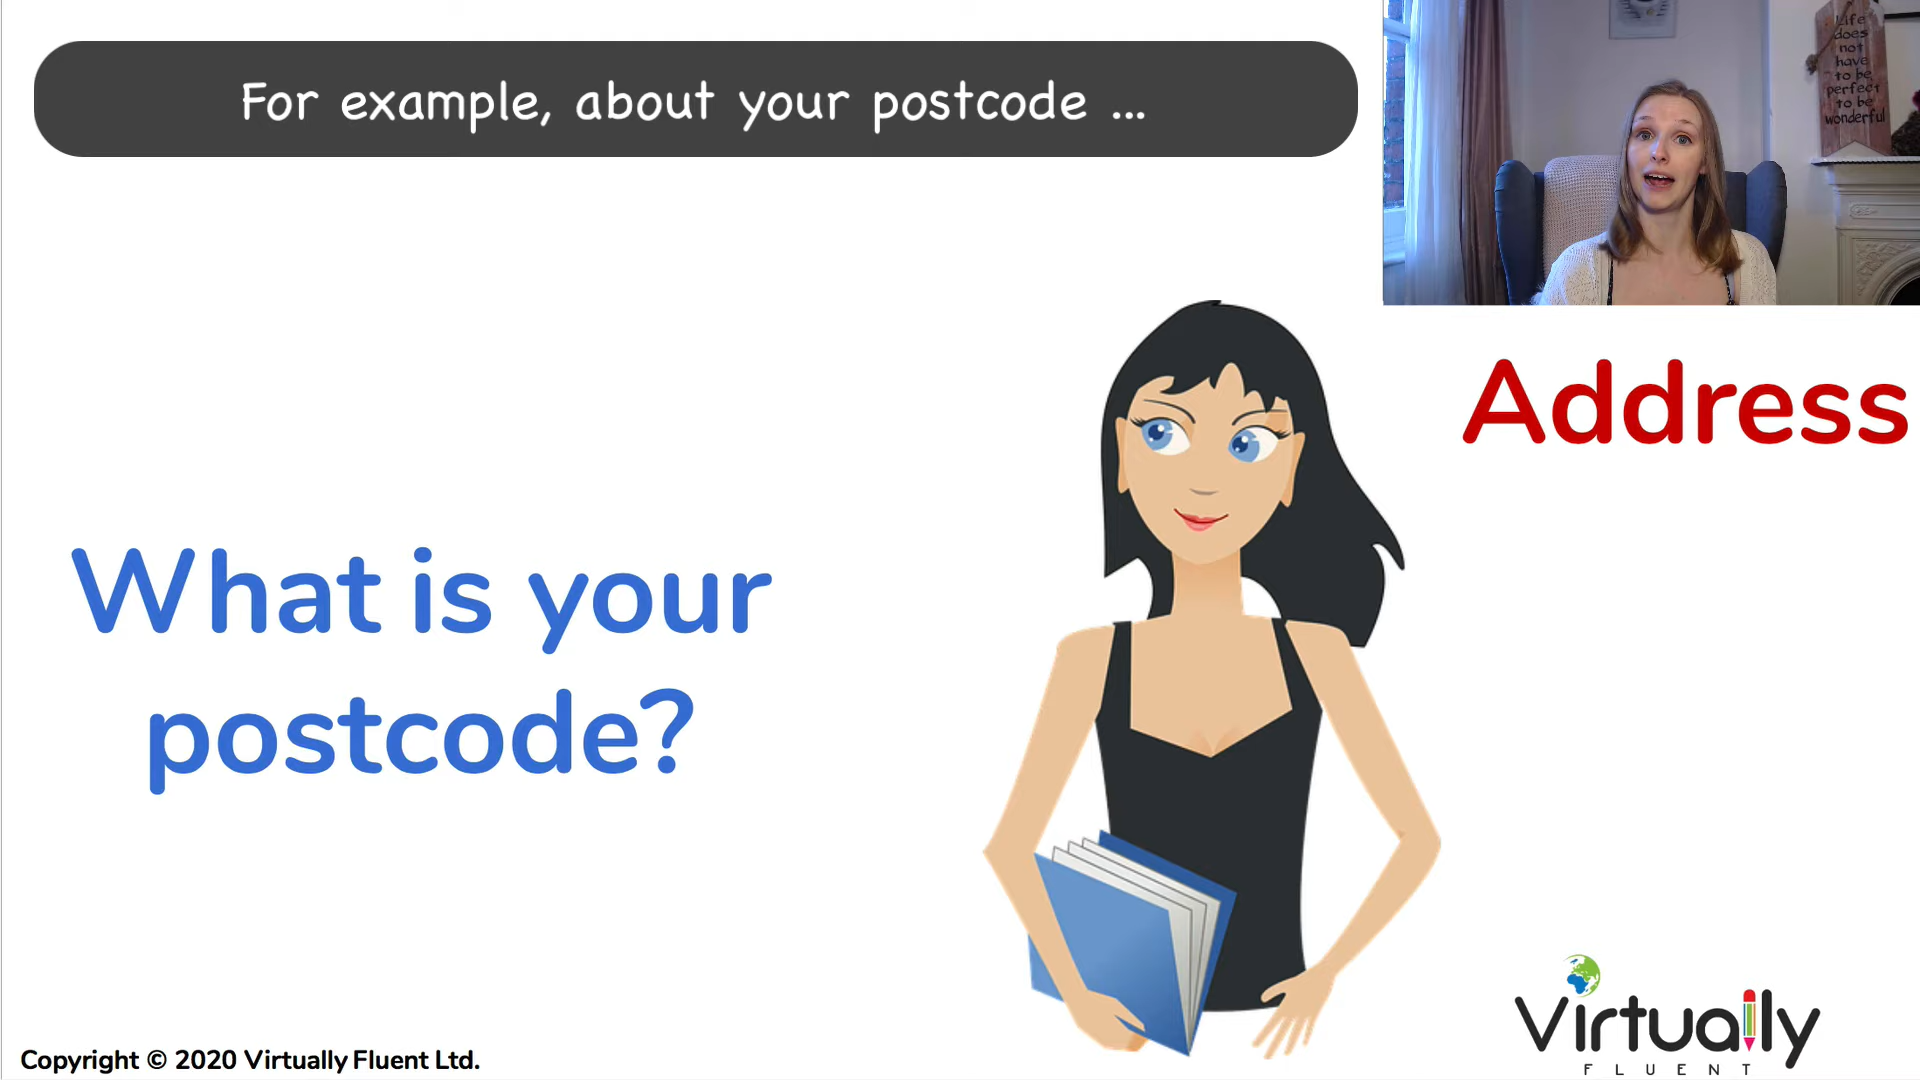 For example, about your postcode ...
Life
does
not
have
to be
perfect
to be
wonderful
Address
What is your
postcode?
Virtually
FLUENT
Copyright © 2020 Virtually Fluent Ltd.